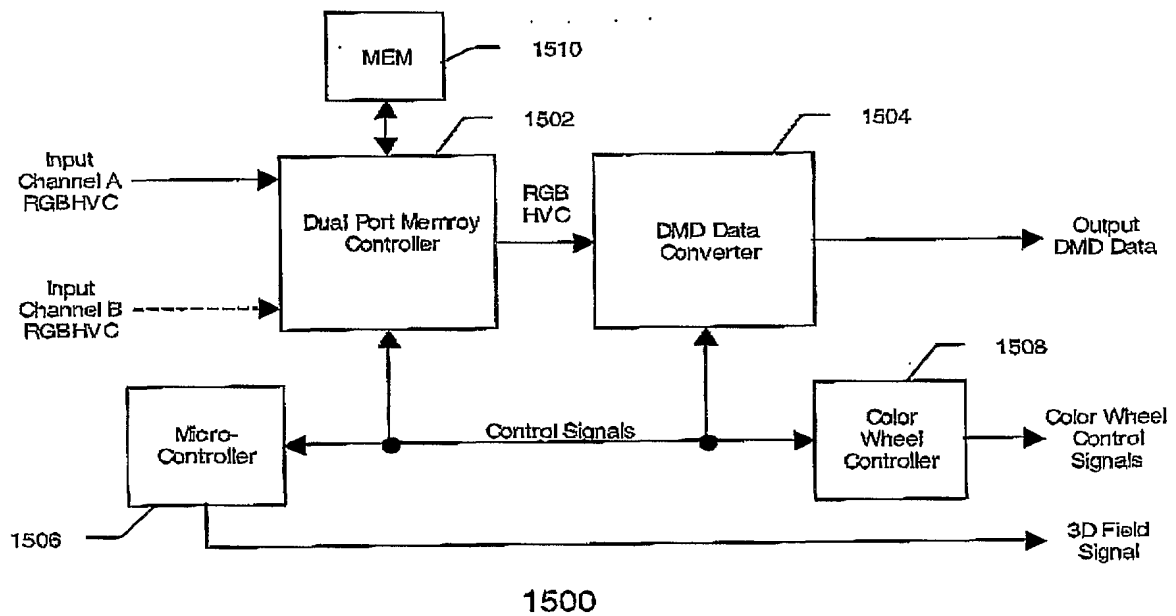 MEM
1510
1502
1504
Input
Channel A
RGBHVC
Dual Port Memroy
Controller
RGB
HVC
DMD Data
Converter
Output
DMD Data
Input
Channel B
RGBHVC
1508
Micro-
Controller
Control Signals
Color
Wheel
Controller
Color Wheel
Control
Signals
1506
3D Field
Signal
1500